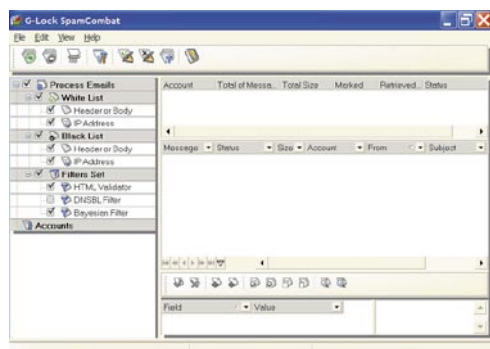 G-Lock SpamCombat
File Edit View Help
Process Emails
White List
Header or Body
IP Address
Black List
Header or Body
IP Address
Filters Set
HTML Validator
DNSBL Filter
Bayesian Filter
Accounts
Account Total of Messa... Total Size Marked Retrieved... Status
Message Status Size Account From Subject
Field Value